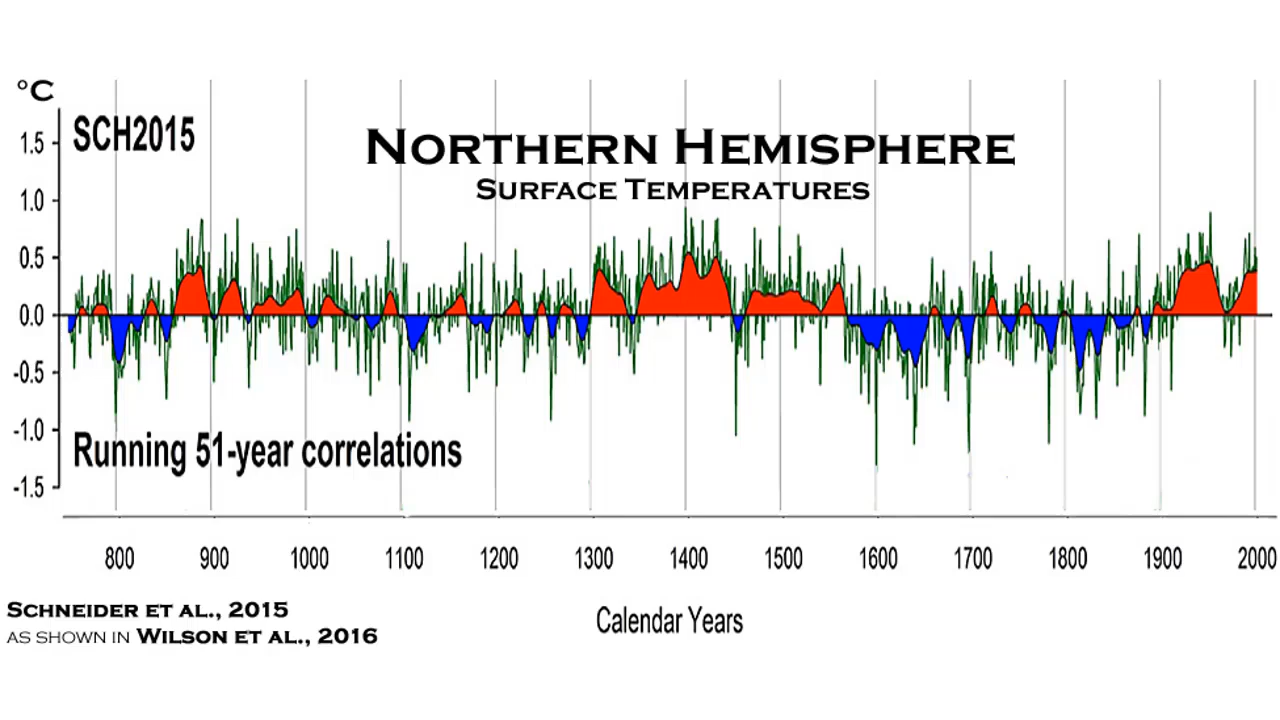 °C
SCH2015
NORTHERN HEMISPHERE
SURFACE TEMPERATURES
1.5
1.0
0.5
0.0
-0.5
-1.0
-1.5
Running 51-year correlations
800 900 1000 1100 1200 1300 1400 1500 1600 1700 1800 1900 2000
Calendar Years
SCHNEIDER ET AL., 2015
AS SHOWN IN WILSON ET AL., 2016